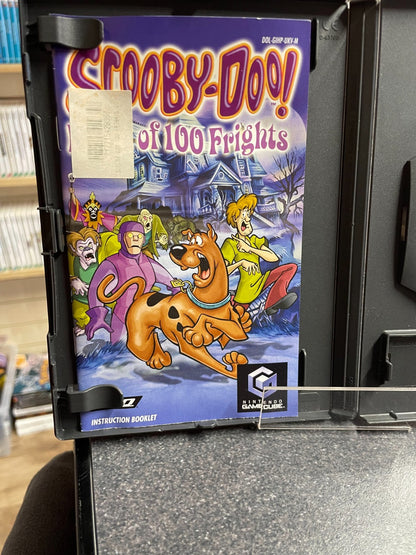 DOL-GIHP-UKV-M
SCOOBY-DOO!
of 100 Frights
INSTRUCTION BOOKLET
NINTENDO
GAMECUBE